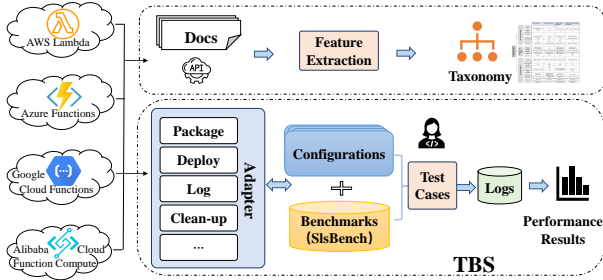 AWS Lambda
Azure Functions
Google
Cloud Functions
Alibaba Cloud
Function Compute
Docs
API
Feature
Extraction
Taxonomy
Package
Deploy
Log
Clean-up
...
Adapter
Configurations
Benchmarks
(SlsBench)
Test
Cases
Logs
Performance
Results
TBS